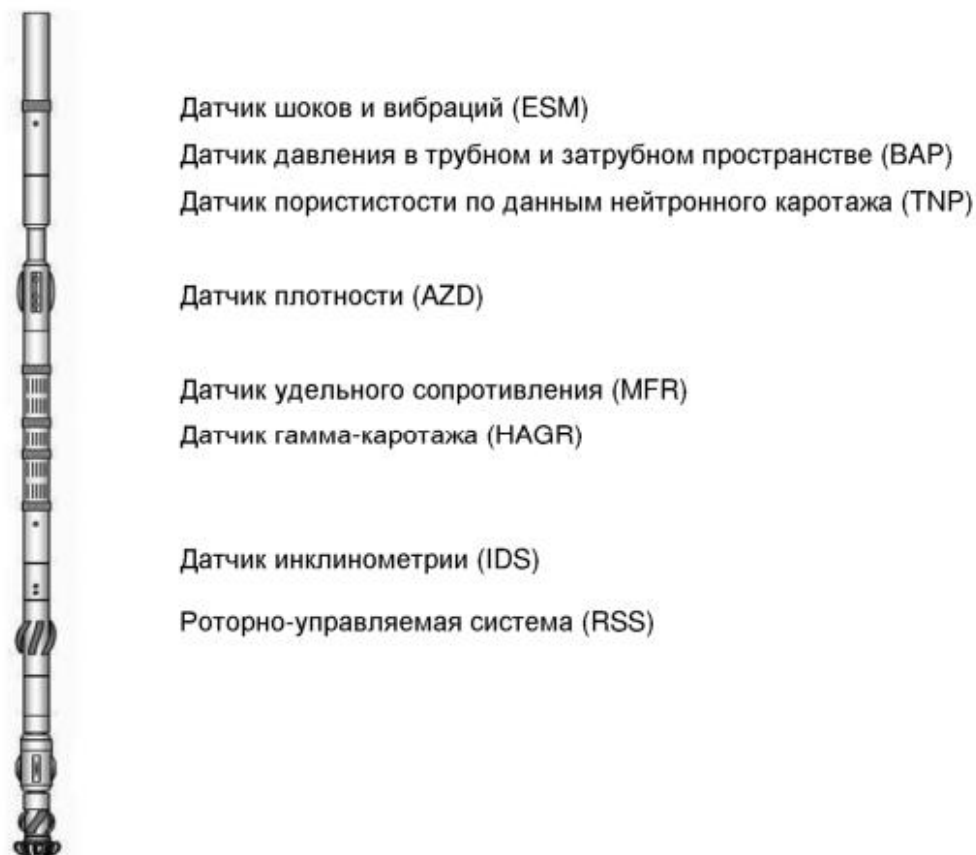 Датчик шоков и вибраций (ESM)
Датчик давления в трубном и затрубном пространстве (BAP)
Датчик пористистости по данным нейтронного каротажа (TNP)
Датчик плотности (AZD)
Датчик удельного сопротивления (MFR)
Датчик гамма-каротажа (HAGR)
Датчик инклинометрии (IDS)
Роторно-управляемая система (RSS)